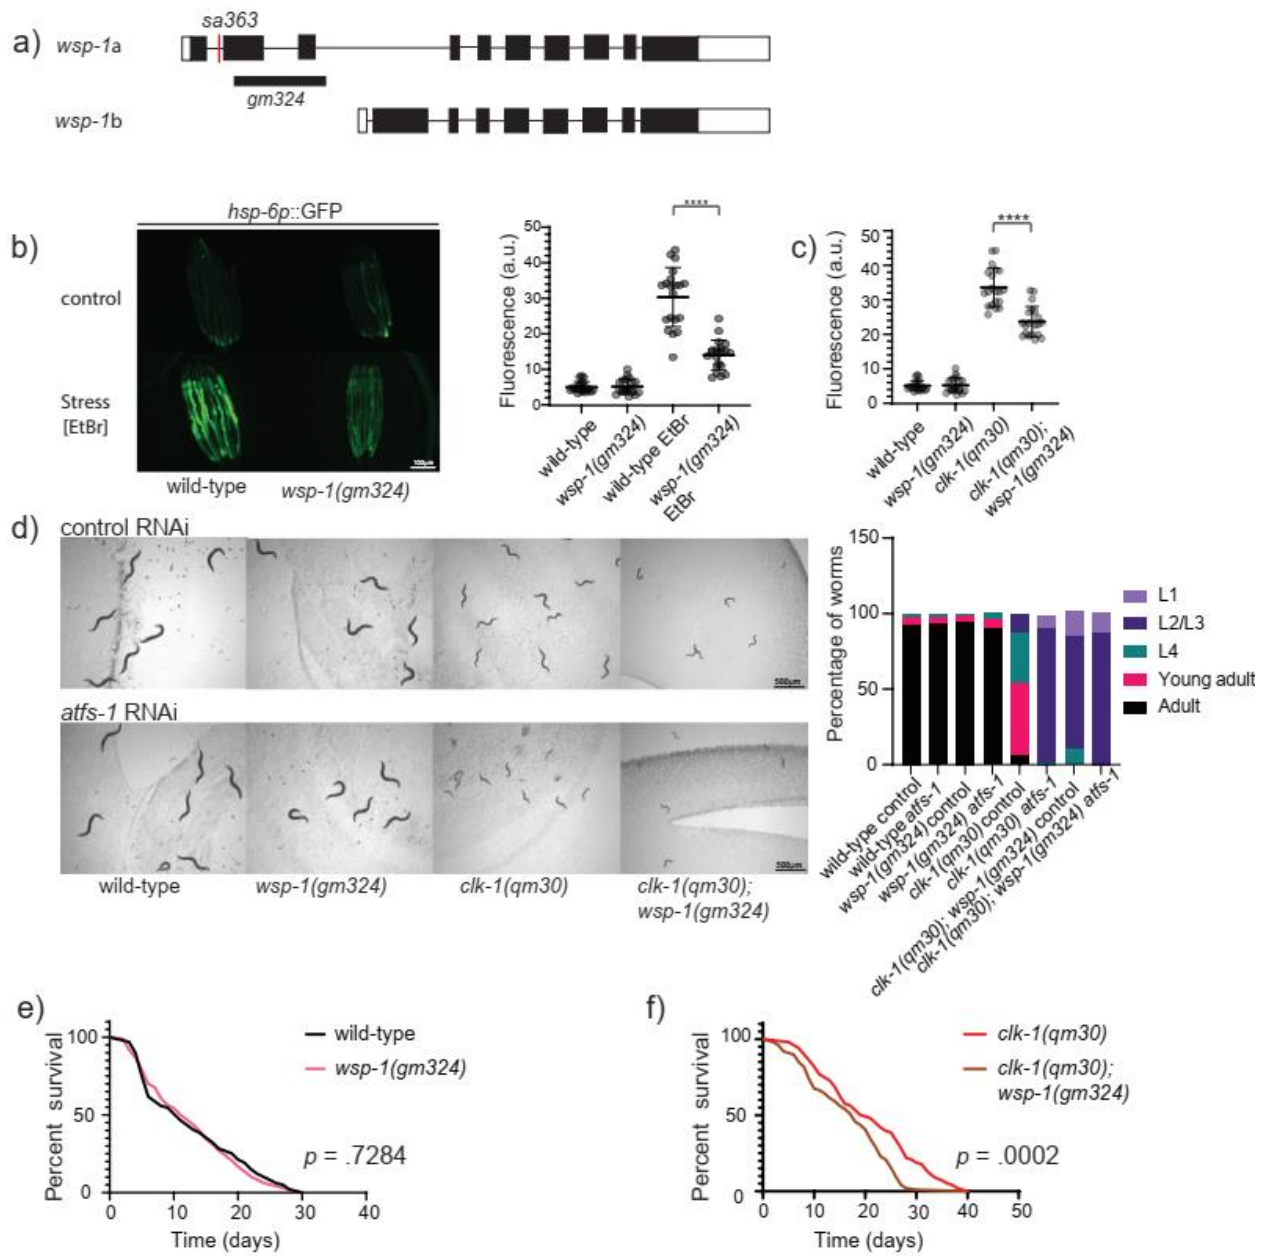 a)
sa363
wsp-1a
gm324
wsp-1b
b)
hsp-6p::GFP
control
Stress
[EtBr]
100µm
wild-type
wsp-1(gm324)
Fluorescence (a.u.)
50
40
30
20
10
0
****
wild-type
wsp-1(gm324)
wild-type EtBr
wsp-1(gm324)
EtBr
c)
Fluorescence (a.u.)
50
40
30
20
10
0
****
wild-type
wsp-1(gm324)
clk-1(qm30)
clk-1(qm30);
wsp-1(gm324)
d)
control RNAi
500µm
atfs-1 RNAi
500µm
wild-type
wsp-1(gm324)
clk-1(qm30)
clk-1(qm30);
wsp-1(gm324)
Percentage of worms
150
100
50
0
L1
L2/L3
L4
Young adult
Adult
wild-type control
wild-type atfs-1
wsp-1(gm324) control
wsp-1(gm324) atfs-1
clk-1(qm30) control
clk-1(qm30) atfs-1
clk-1(qm30); wsp-1(gm324) control
clk-1(qm30); wsp-1(gm324) atfs-1
e)
Percent survival
100
50
0
wild-type
wsp-1(gm324)
p = .7284
0 10 20 30 40
Time (days)
f)
Percent survival
100
50
0
clk-1(qm30)
clk-1(qm30);
wsp-1(gm324)
p = .0002
0 10 20 30 40 50
Time (days)